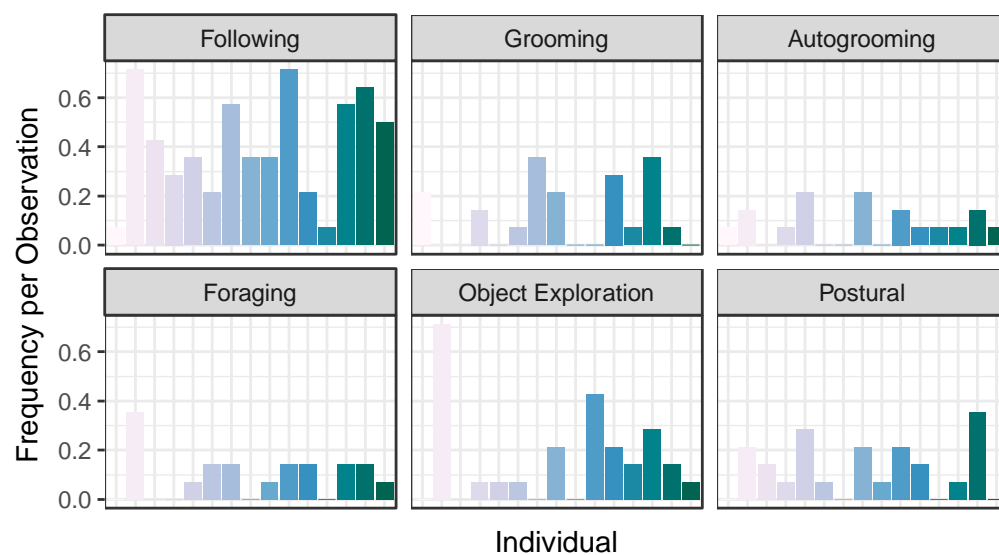 Following
Grooming
Autogrooming
0.6
0.4
0.2
0.0
Foraging
Object Exploration
Postural
0.6
0.4
0.2
0.0
Frequency per Observation
Individual